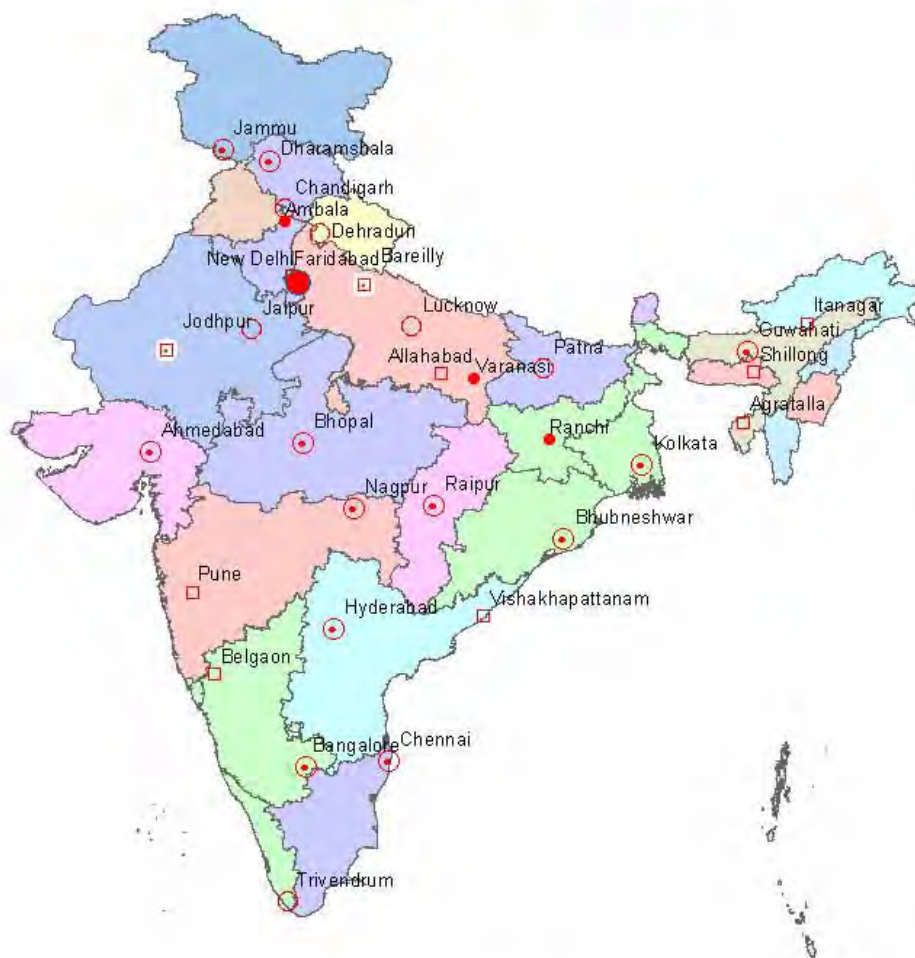 Jammu
Dharamshala
Chandigarh
Ambala
Dehradun
New Delhi
Faridabad
Bareilly
Jaipur
Jodhpur
Lucknow
Itanagar
Guwahati
Allahabad
Varanasi
Patna
Shillong
Agratalla
Ahmedabad
Bhopal
Ranchi
Kolkata
Nagpur
Raipur
Bhubneshwar
Pune
Hyderabad
Vishakhapattanam
Belgaon
Bangalore
Chennai
Trivendrum